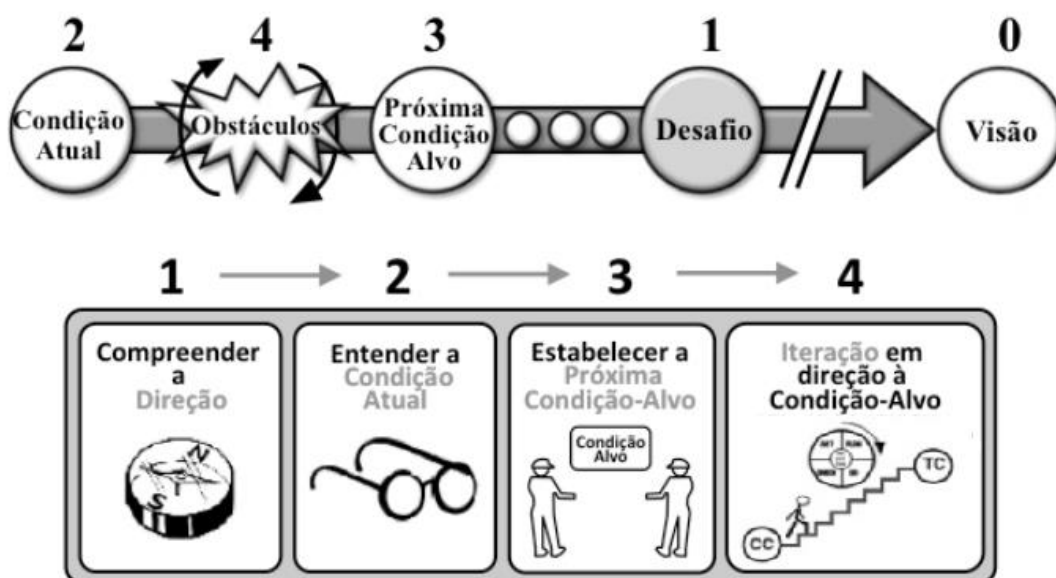 2 4 3 1 0
Condição
Atual
Obstáculos
Próxima
Condição
Alvo
Desafio
Visão
1 2 3 4
Compreender
a
Direção
Entender a
Condição
Atual
Estabelecer a
Próxima
Condição-Alvo
Condição
Alvo
Iteração em
direção à
Condição-Alvo
TC
CC
N
S